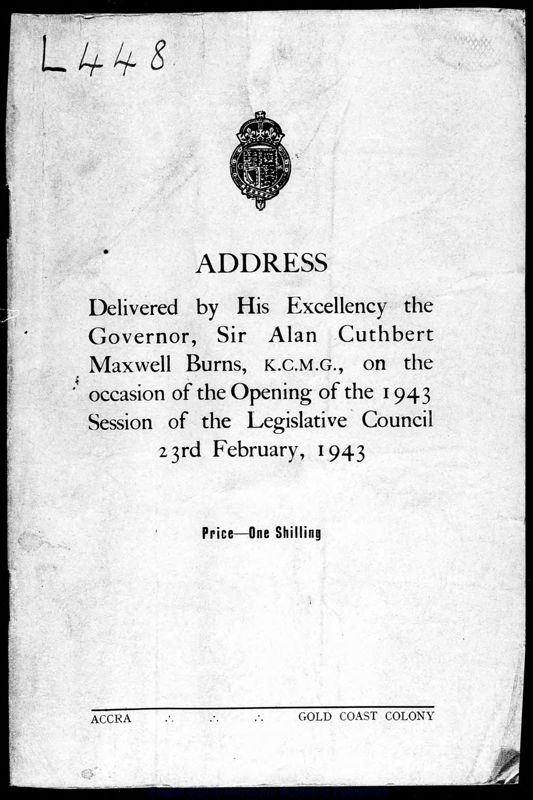 L448
ADDRESS
Delivered by His Excellency the
Governor, Sir Alan Cuthbert
Maxwell Burns, K.C.M.G., on the
occasion of the Opening of the 1943
Session of the Legislative Council
23rd February, 1943
Price—One Shilling
ACCRA ∴ ∴ ∴ GOLD COAST COLONY